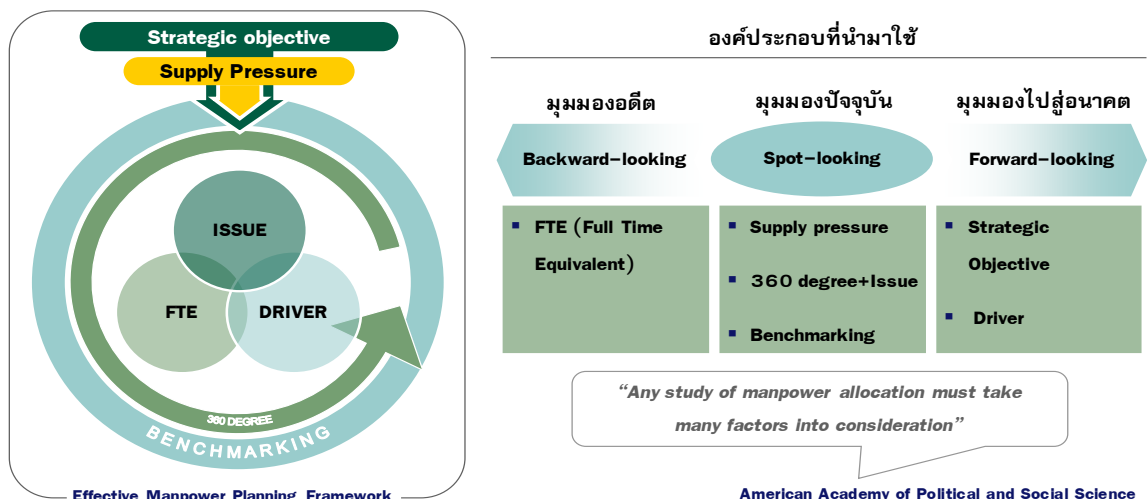 Strategic objective
Supply Pressure
ISSUE
FTE
DRIVER
360 DEGREE
BENCHMARKING
Effective Manpower Planning Framework
องค์ประกอบที่นำมาใช้
มุมมองอดีต
มุมมองปัจจุบัน
มุมมองไปสู่อนาคต
Backward-looking
Spot-looking
Forward-looking
▪ FTE (Full Time
Equivalent)
▪ Supply pressure
▪ 360 degree+Issue
▪ Benchmarking
▪ Strategic
Objective
▪ Driver
“Any study of manpower allocation must take
many factors into consideration”
American Academy of Political and Social Science